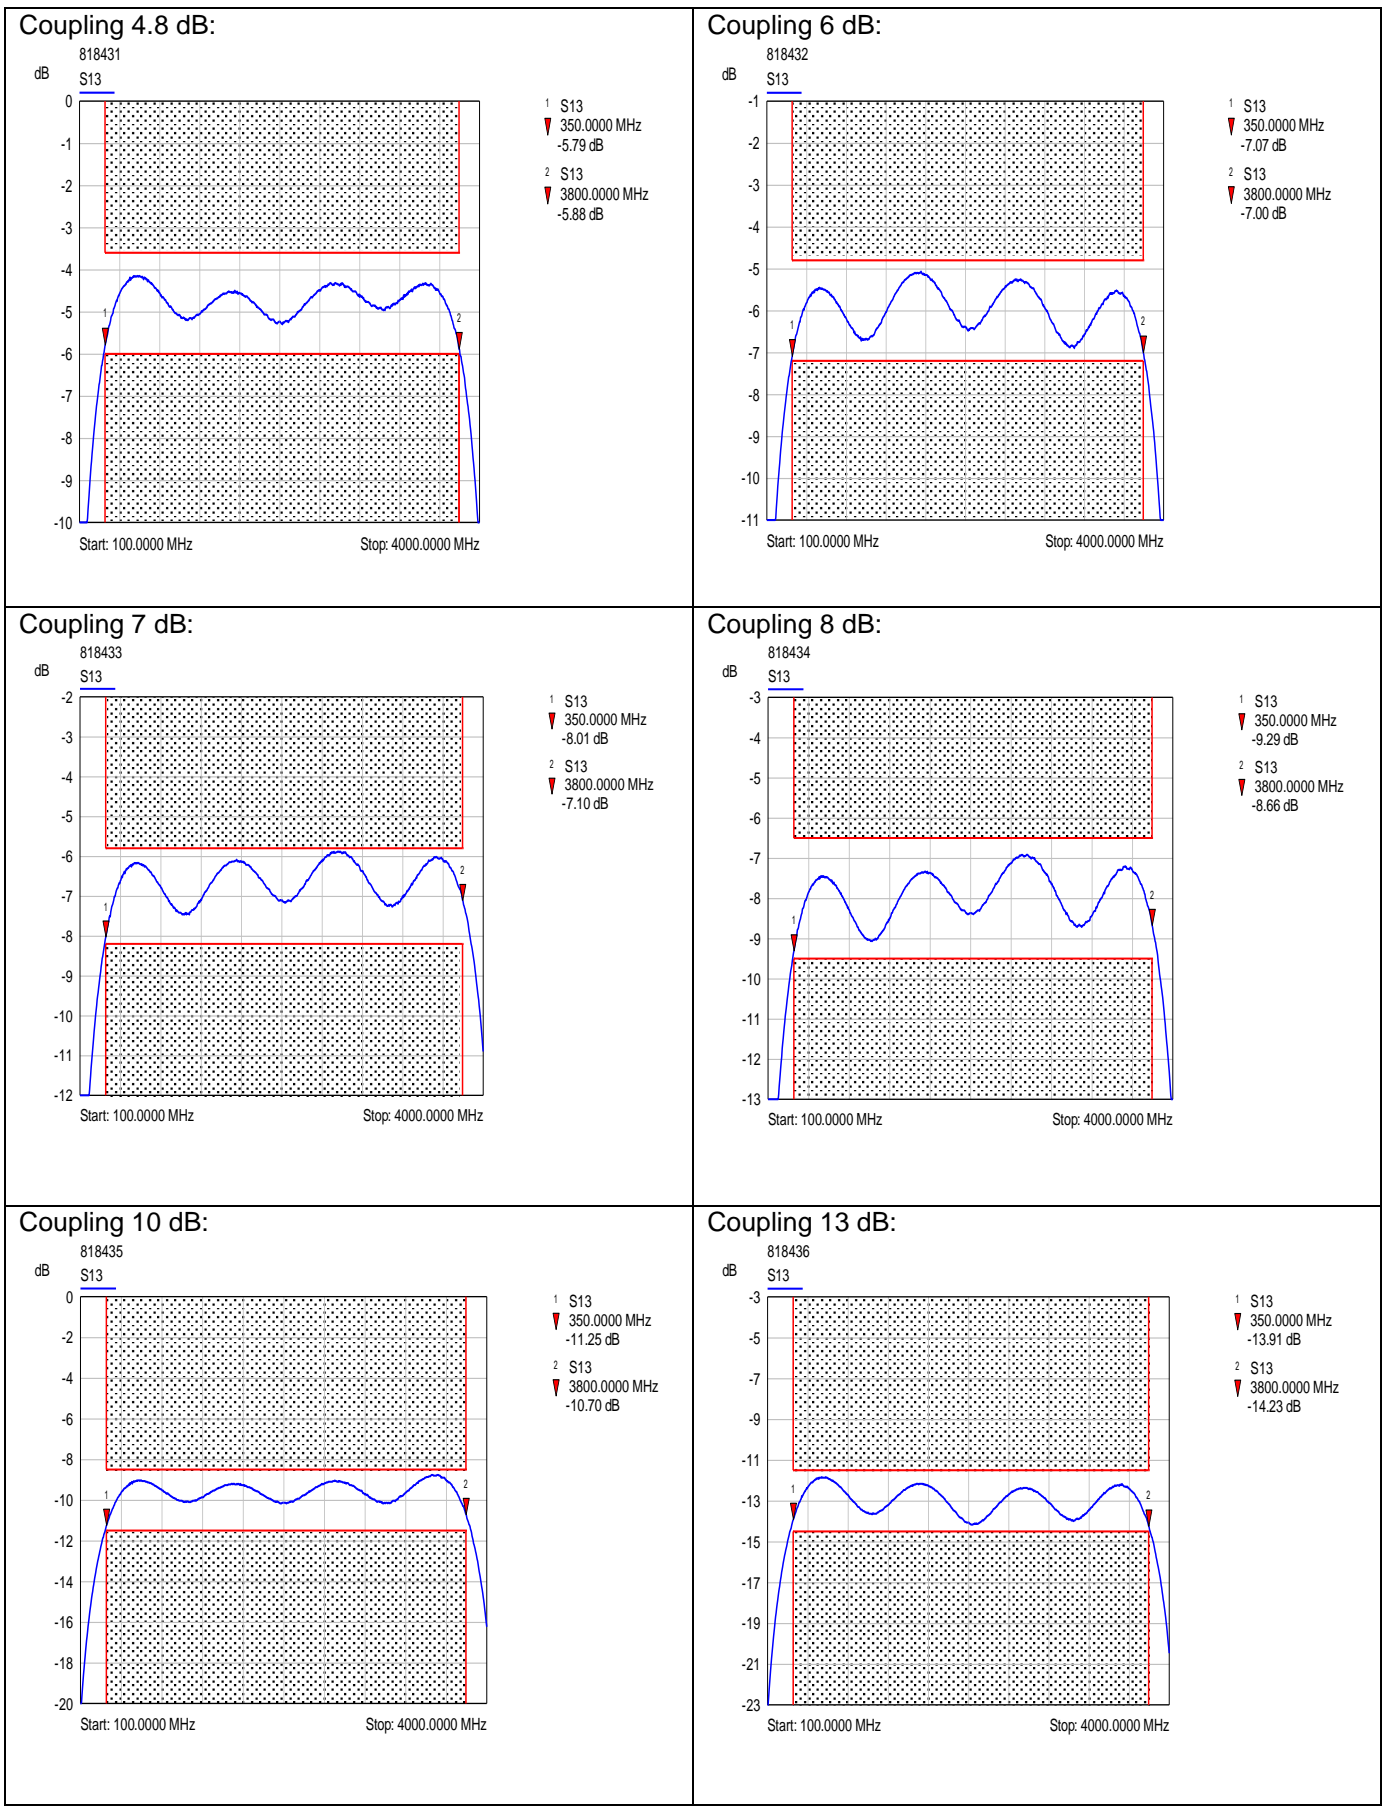 Coupling 4.8 dB:
818431
dB
S13
0
-1
-2
-3
-4
-5
-6
-7
-8
-9
-10
1
2
Start: 100.0000 MHz
Stop: 4000.0000 MHz
1 S13
350.0000 MHz
-5.79 dB
2 S13
3800.0000 MHz
-5.88 dB
Coupling 6 dB:
818432
dB
S13
-1
-2
-3
-4
-5
-6
-7
-8
-9
-10
-11
1
2
Start: 100.0000 MHz
Stop: 4000.0000 MHz
1 S13
350.0000 MHz
-7.07 dB
2 S13
3800.0000 MHz
-7.00 dB
Coupling 7 dB:
818433
dB
S13
-2
-3
-4
-5
-6
-7
-8
-9
-10
-11
-12
1
2
Start: 100.0000 MHz
Stop: 4000.0000 MHz
1 S13
350.0000 MHz
-8.01 dB
2 S13
3800.0000 MHz
-7.10 dB
Coupling 8 dB:
818434
dB
S13
-3
-4
-5
-6
-7
-8
-9
-10
-11
-12
-13
1
2
Start: 100.0000 MHz
Stop: 4000.0000 MHz
1 S13
350.0000 MHz
-9.29 dB
2 S13
3800.0000 MHz
-8.66 dB
Coupling 10 dB:
818435
dB
S13
0
-2
-4
-6
-8
-10
-12
-14
-16
-18
-20
1
2
Start: 100.0000 MHz
Stop: 4000.0000 MHz
1 S13
350.0000 MHz
-11.25 dB
2 S13
3800.0000 MHz
-10.70 dB
Coupling 13 dB:
818436
dB
S13
-3
-5
-7
-9
-11
-13
-15
-17
-19
-21
-23
1
2
Start: 100.0000 MHz
Stop: 4000.0000 MHz
1 S13
350.0000 MHz
-13.91 dB
2 S13
3800.0000 MHz
-14.23 dB